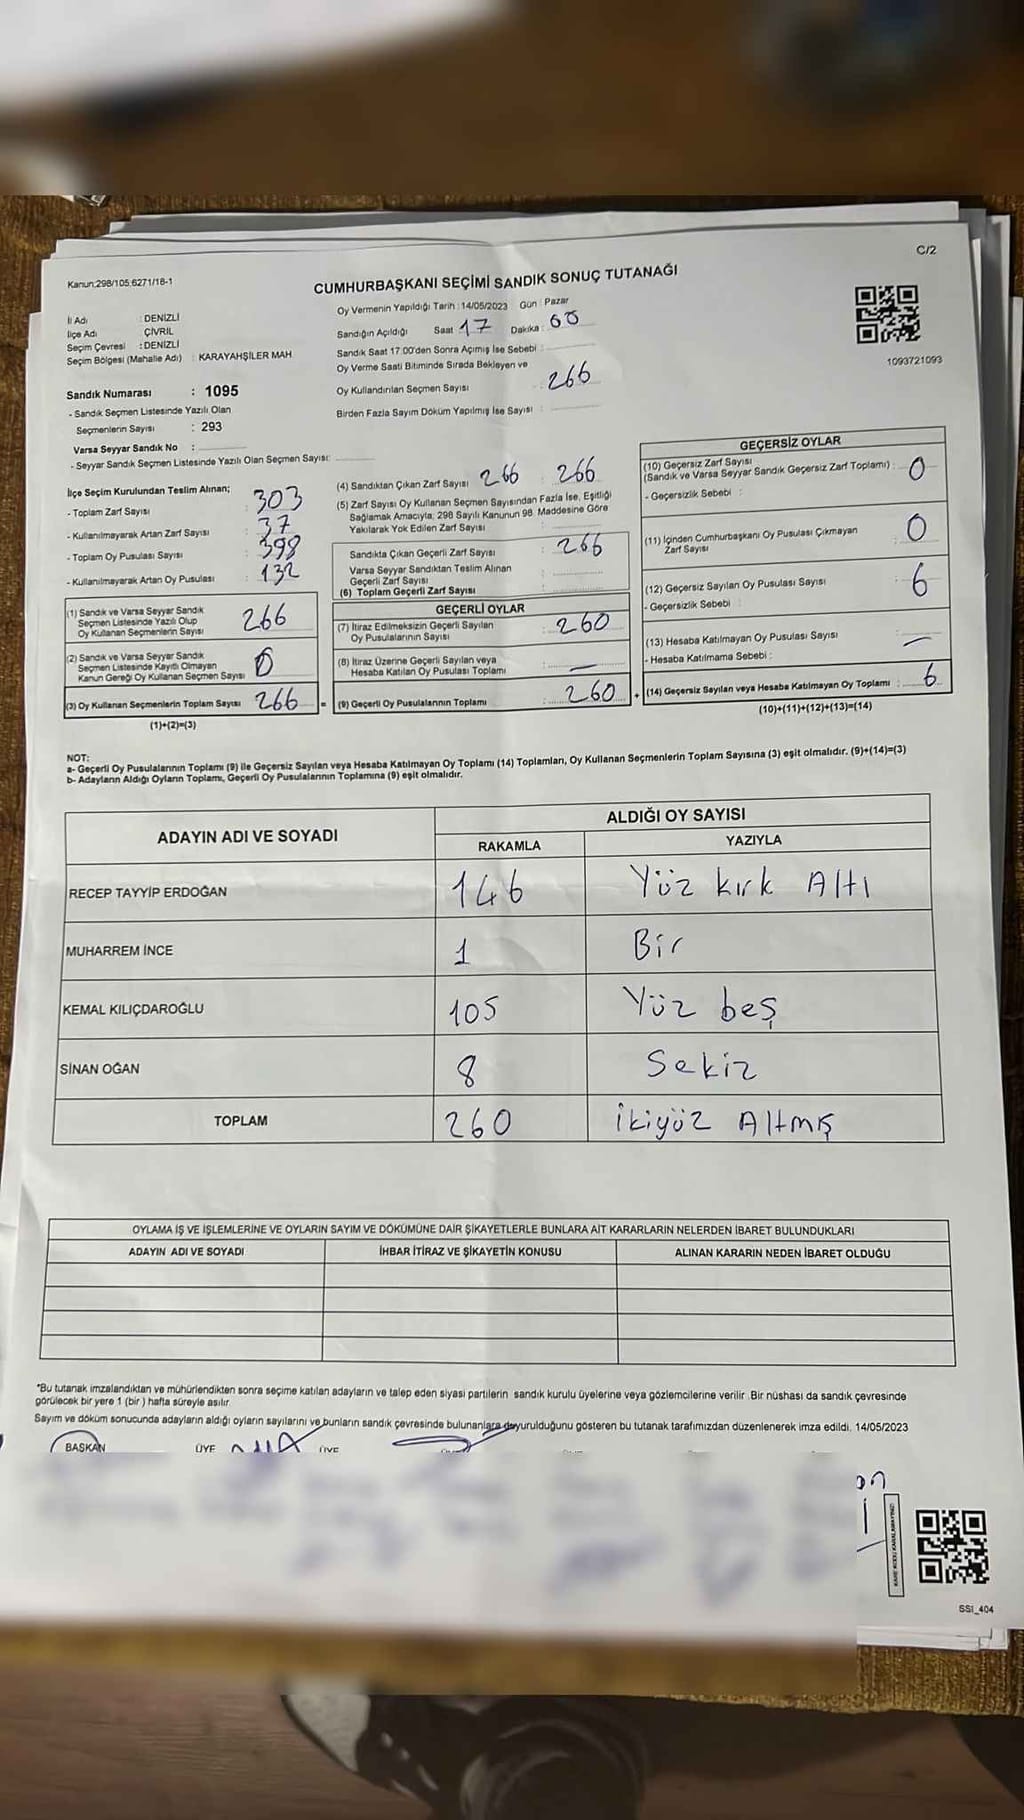 C/2
Kanun:298/105;6271/18-1
CUMHURBAŞKANI SEÇİMİ SANDIK SONUÇ TUTANAĞI
İl Adı : DENİZLİ
İlçe Adı : ÇİVRİL
Seçim Çevresi : DENİZLİ
Seçim Bölgesi (Mahalle Adı) : KARAYAHŞİLER MAH
Sandık Numarası : 1095
- Sandık Seçmen Listesinde Yazılı Olan
Seçmenlerin Sayısı : 293
Varsa Seyyar Sandık No :
- Seyyar Sandık Seçmen Listesinde Yazılı Olan Seçmen Sayısı:
Oy Vermenin Yapıldığı Tarih : 14/05/2023 Gün : Pazar
Sandığın Açıldığı Saat 17 Dakika : 00
Sandık Saat 17:00'den Sonra Açımış İse Sebebi :
Oy Verme Saati Bitiminde Sırada Bekleyen ve
Oy Kullandırılan Seçmen Sayısı : 266
Birden Fazla Sayım Döküm Yapılmış İse Sayısı :
1093721093
İlçe Seçim Kurulundan Teslim Alınan;
- Toplam Zarf Sayısı : 303
- Kullanılmayarak Artan Zarf Sayısı : 37
- Toplam Oy Pusulası Sayısı : 398
- Kullanılmayarak Artan Oy Pusulası : 132
(1) Sandık ve Varsa Seyyar Sandık
Seçmen Listesinde Yazılı Olup
Oy Kullanan Seçmenlerin Sayısı 266
(2) Sandık ve Varsa Seyyar Sandık
Seçmen Listesinde Kayıtlı Olmayan
Kanun Gereği Oy Kullanan Seçmen Sayısı 0
(3) Oy Kullanan Seçmenlerin Toplam Sayısı 266 =
(1)+(2)=(3)
(4) Sandıktan Çıkan Zarf Sayısı 266 : 266
(5) Zarf Sayısı Oy Kullanan Seçmen Sayısından Fazla İse, Eşitliği
Sağlamak Amacıyla; 298 Sayılı Kanunun 98. Maddesine Göre
Yakılarak Yok Edilen Zarf Sayısı :
Sandıkta Çıkan Geçerli Zarf Sayısı : 266
Varsa Seyyar Sandıktan Teslim Alınan
Geçerli Zarf Sayısı :
(6) Toplam Geçerli Zarf Sayısı :
GEÇERLİ OYLAR
(7) İtiraz Edilmeksizin Geçerli Sayılan
Oy Pusulalarının Sayısı : 260
(8) İtiraz Üzerine Geçerli Sayılan veya
Hesaba Katılan Oy Pusulası Toplamı : —
(9) Geçerli Oy Pusulalarının Toplamı : 260 +
GEÇERSİZ OYLAR
(10) Geçersiz Zarf Sayısı
(Sandık ve Varsa Seyyar Sandık Geçersiz Zarf Toplamı) : 0
- Geçersizlik Sebebi :
(11) İçinden Cumhurbaşkanı Oy Pusulası Çıkmayan
Zarf Sayısı : 0
(12) Geçersiz Sayılan Oy Pusulası Sayısı : 6
- Geçersizlik Sebebi :
(13) Hesaba Katılmayan Oy Pusulası Sayısı : —
- Hesaba Katılmama Sebebi :
(14) Geçersiz Sayılan veya Hesaba Katılmayan Oy Toplamı : 6
(10)+(11)+(12)+(13)=(14)
NOT:
a- Geçerli Oy Pusulalarının Toplamı (9) ile Geçersiz Sayılan veya Hesaba Katılmayan Oy Toplamı (14) Toplamları, Oy Kullanan Seçmenlerin Toplam Sayısına (3) eşit olmalıdır. (9)+(14)=(3)
b- Adayların Aldığı Oyların Toplamı, Geçerli Oy Pusulalarının Toplamına (9) eşit olmalıdır.
ADAYIN ADI VE SOYADI ALDIĞI OY SAYISI
RAKAMLA YAZIYLA
RECEP TAYYİP ERDOĞAN 146 Yüz kırk Altı
MUHARREM İNCE 1 Bir
KEMAL KILIÇDAROĞLU 105 Yüz beş
SİNAN OĞAN 8 Sekiz
TOPLAM 260 ikiyüz Altmış
OYLAMA İŞ VE İŞLEMLERİNE VE OYLARIN SAYIM VE DÖKÜMÜNE DAİR ŞİKAYETLERLE BUNLARA AİT KARARLARIN NELERDEN İBARET BULUNDUKLARI
ADAYIN ADI VE SOYADI İHBAR İTİRAZ VE ŞİKAYETİN KONUSU ALINAN KARARIN NEDEN İBARET OLDUĞU
*Bu tutanak imzalandıktan ve mühürlendikten sonra seçime katılan adayların ve talep eden siyasi partilerin sandık kurulu üyelerine veya gözlemcilerine verilir .Bir nüshası da sandık çevresinde
görülecek bir yere 1 (bir ) hafta süreyle asılır.
Sayım ve döküm sonucunda adayların aldığı oyların sayılarını ve bunların sandık çevresinde bulunanlara duyurulduğunu gösteren bu tutanak tarafımızdan düzenlenerek imza edildi. 14/05/2023
BAŞKAN ÜYE ÜYE
SSI_404